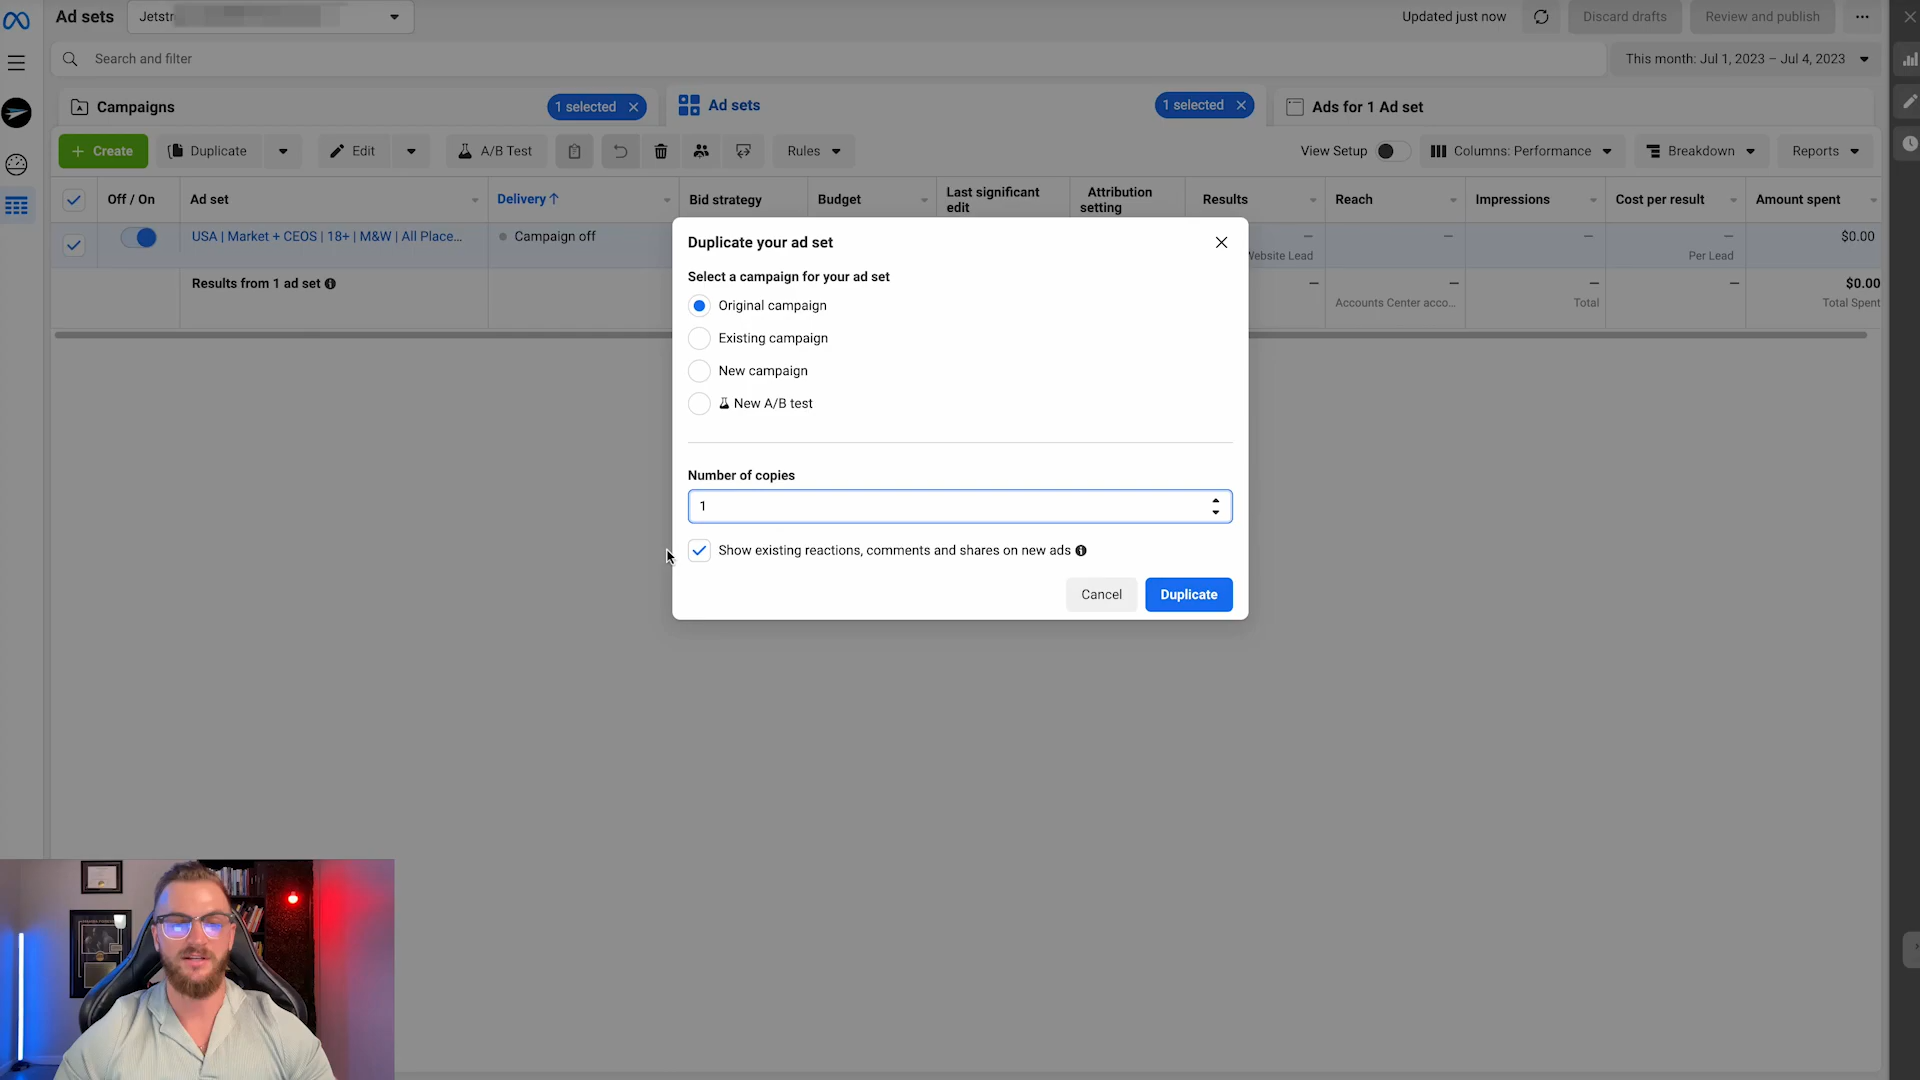 Ad sets
Jetstr
Updated just now
Discard drafts
Review and publish
Search and filter
This month: Jul 1, 2023 – Jul 4, 2023
Campaigns
1 selected
Ad sets
1 selected
Ads for 1 Ad set
+ Create
Duplicate
Edit
A/B Test
Rules
View Setup
Columns: Performance
Breakdown
Reports
Off / On
Ad set
Delivery ↑
Bid strategy
Budget
Last significant
edit
Attribution
setting
Results
Reach
Impressions
Cost per result
Amount spent
USA | Market + CEOS | 18+ | M&W | All Place...
Campaign off
—
Website Lead
—
—
—
Per Lead
$0.00
Results from 1 ad set
—
—
Accounts Center acco...
—
Total
—
$0.00
Total Spent
Duplicate your ad set
Select a campaign for your ad set
Original campaign
Existing campaign
New campaign
New A/B test
Number of copies
1
Show existing reactions, comments and shares on new ads
Cancel
Duplicate